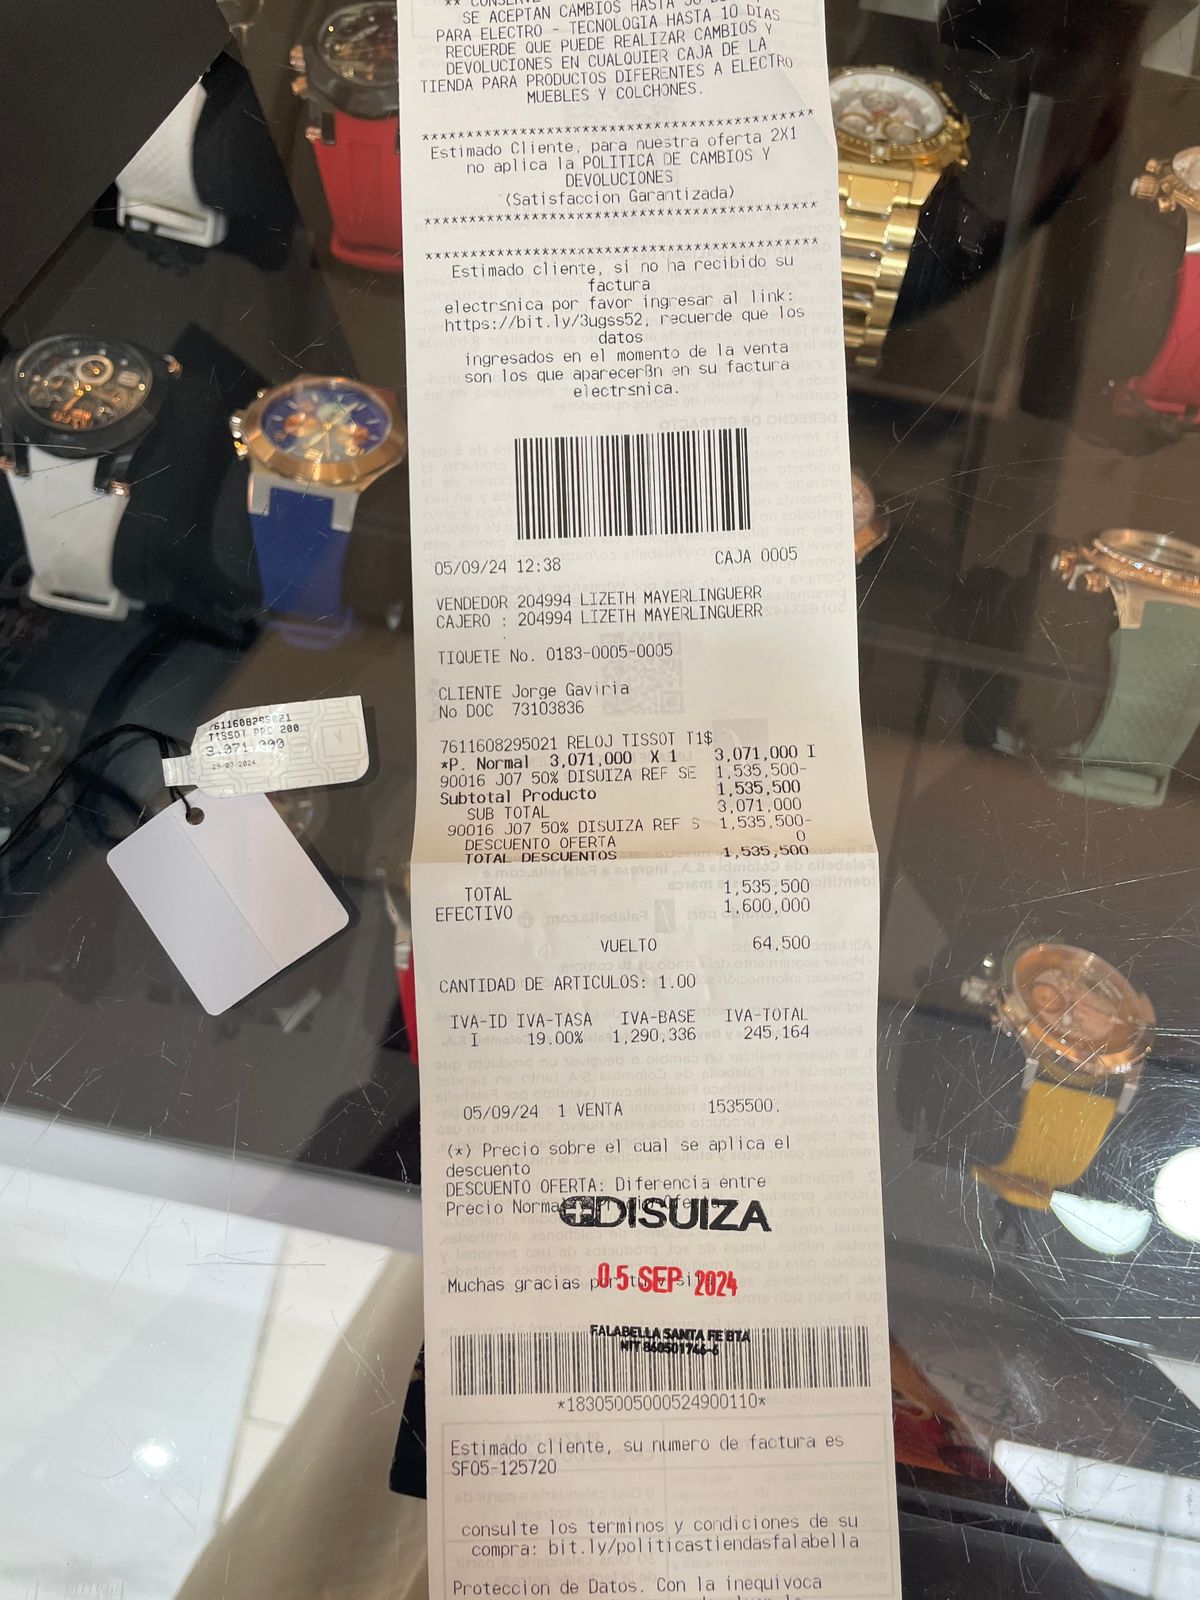 SE ACEPTAN CAMBIOS HASTA
PARA ELECTRO - TECNOLOGIA HASTA 10 DIAS
RECUERDE QUE PUEDE REALIZAR CAMBIOS Y
DEVOLUCIONES EN CUALQUIER CAJA DE LA
TIENDA PARA PRODUCTOS DIFERENTES A ELECTRO
MUEBLES Y COLCHONES.
****************************************
Estimado Cliente, para nuestra oferta 2X1
no aplica la POLITICA DE CAMBIOS Y
DEVOLUCIONES
(Satisfaccion Garantizada)
****************************************
****************************************
Estimado cliente, si no ha recibido su
factura
electr≤nica por favor ingresar al link:
https://bit.ly/3ugss52, recuerde que los
datos
ingresados en el momento de la venta
son los que aparecerßn en su factura
electr≤nica.
05/09/24 12:38 CAJA 0005
VENDEDOR 204994 LIZETH MAYERLINGUERR
CAJERO : 204994 LIZETH MAYERLINGUERR
:
TIQUETE No. 0183-0005-0005
CLIENTE Jorge Gaviria
No DOC 73103836
7611608295021 RELOJ TISSOT T1$
*P. Normal 3,071,000 X 1 3,071,000 I
90016 J07 50% DISUIZA REF SE 1,535,500-
Subtotal Producto 1,535,500
SUB TOTAL 3,071,000
90016 J07 50% DISUIZA REF S 1,535,500-
DESCUENTO OFERTA 0
TOTAL DESCUENTOS 1,535,500
TOTAL 1,535,500
EFECTIVO 1,600,000
VUELTO 64,500
CANTIDAD DE ARTICULOS: 1.00
IVA-ID IVA-TASA IVA-BASE IVA-TOTAL
I 19.00% 1,290,336 245,164
05/09/24 1 VENTA 1535500.
(*) Precio sobre el cual se aplica el
descuento
DESCUENTO OFERTA: Diferencia entre
Precio Norma
DISUIZA
Muchas gracias por tu
05 SEP 2024
FALABELLA SANTA FE BTA
NIT 860501746-6
*18305005000524900110*
Estimado cliente, su numero de factura es
SF05-125720
consulte los terminos y condiciones de su
compra: bit.ly/politicastiendasfalabella
Proteccion de Datos. Con la inequivoca
7611608295021
TISSOT PRC 200
3.071.000
29-07-2024